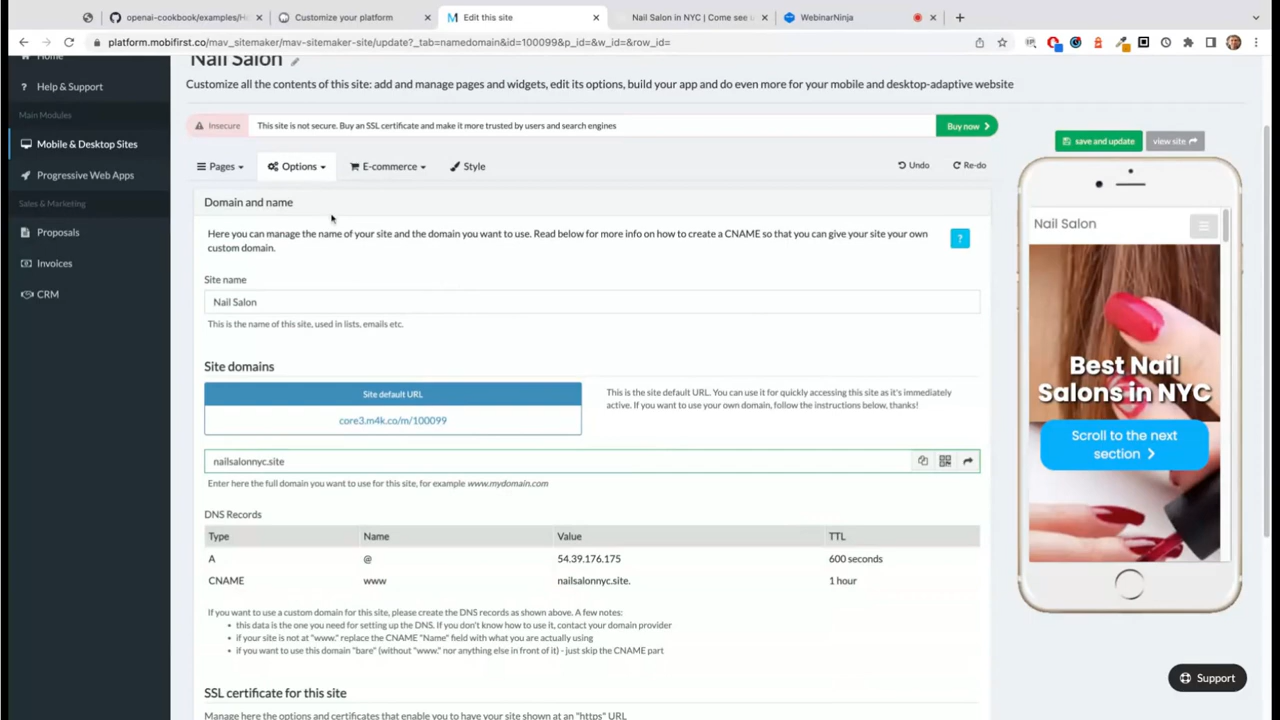 openai-cookbook/examples/H
Customize your platform
Edit this site
Nail Salon in NYC | Come see
WebinarNinja
platform.mobifirst.co/mav_sitemaker/mav-sitemaker-site/update?_tab=namedomain&id=100099&p_id=&w_id=&row_id=
Home
Nail Salon
Help & Support
Customize all the contents of this site: add and manage pages and widgets, edit its options, build your app and do even more for your mobile and desktop-adaptive website
Main Modules
Insecure
This site is not secure. Buy an SSL certificate and make it more trusted by users and search engines
Buy now
Mobile & Desktop Sites
save and update
view site
Pages
Options
E-commerce
Style
Undo
Re-do
Progressive Web Apps
Sales & Marketing
Domain and name
Proposals
Here you can manage the name of your site and the domain you want to use. Read below for more info on how to create a CNAME so that you can give your site your own
custom domain.
?
Nail Salon
Invoices
Site name
CRM
Nail Salon
This is the name of this site, used in lists, emails etc.
Site domains
Best Nail
Salons in NYC
Site default URL
This is the site default URL. You can use it for quickly accessing this site as it's immediately
active. If you want to use your own domain, follow the instructions below, thanks!
core3.m4k.co/m/100099
Scroll to the next
section
nailsalonnyc.site
Enter here the full domain you want to use for this site, for example www.mydomain.com
DNS Records
Type Name Value TTL
A @ 54.39.176.175 600 seconds
CNAME www nailsalonnyc.site. 1 hour
If you want to use a custom domain for this site, please create the DNS records as shown above. A few notes:
this data is the one you need for setting up the DNS. If you don't know how to use it, contact your domain provider
if your site is not at "www." replace the CNAME "Name" field with what you are actually using
if you want to use this domain "bare" (without "www." nor anything else in front of it) - just skip the CNAME part
Support
SSL certificate for this site
Manage here the options and certificates that enable you to have your site shown at an "https" URL